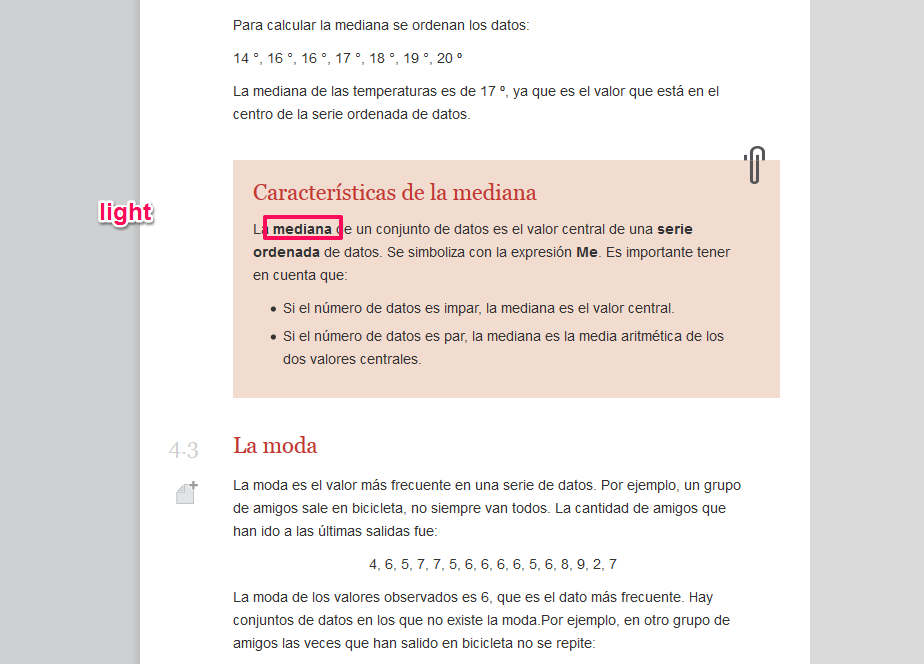 Para calcular la mediana se ordenan los datos:
14 °, 16 °, 16 °, 17 °, 18 °, 19 °, 20 º
La mediana de las temperaturas es de 17 º, ya que es el valor que está en el
centro de la serie ordenada de datos.
Características de la mediana
light
La mediana de un conjunto de datos es el valor central de una serie
ordenada de datos. Se simboliza con la expresión Me. Es importante tener
en cuenta que:
• Si el número de datos es impar, la mediana es el valor central.
• Si el número de datos es par, la mediana es la media aritmética de los
dos valores centrales.
4.3 La moda
La moda es el valor más frecuente en una serie de datos. Por ejemplo, un grupo
de amigos sale en bicicleta, no siempre van todos. La cantidad de amigos que
han ido a las últimas salidas fue:
4, 6, 5, 7, 7, 5, 6, 6, 6, 6, 5, 6, 8, 9, 2, 7
La moda de los valores observados es 6, que es el dato más frecuente. Hay
conjuntos de datos en los que no existe la moda.Por ejemplo, en otro grupo de
amigos las veces que han salido en bicicleta no se repite: